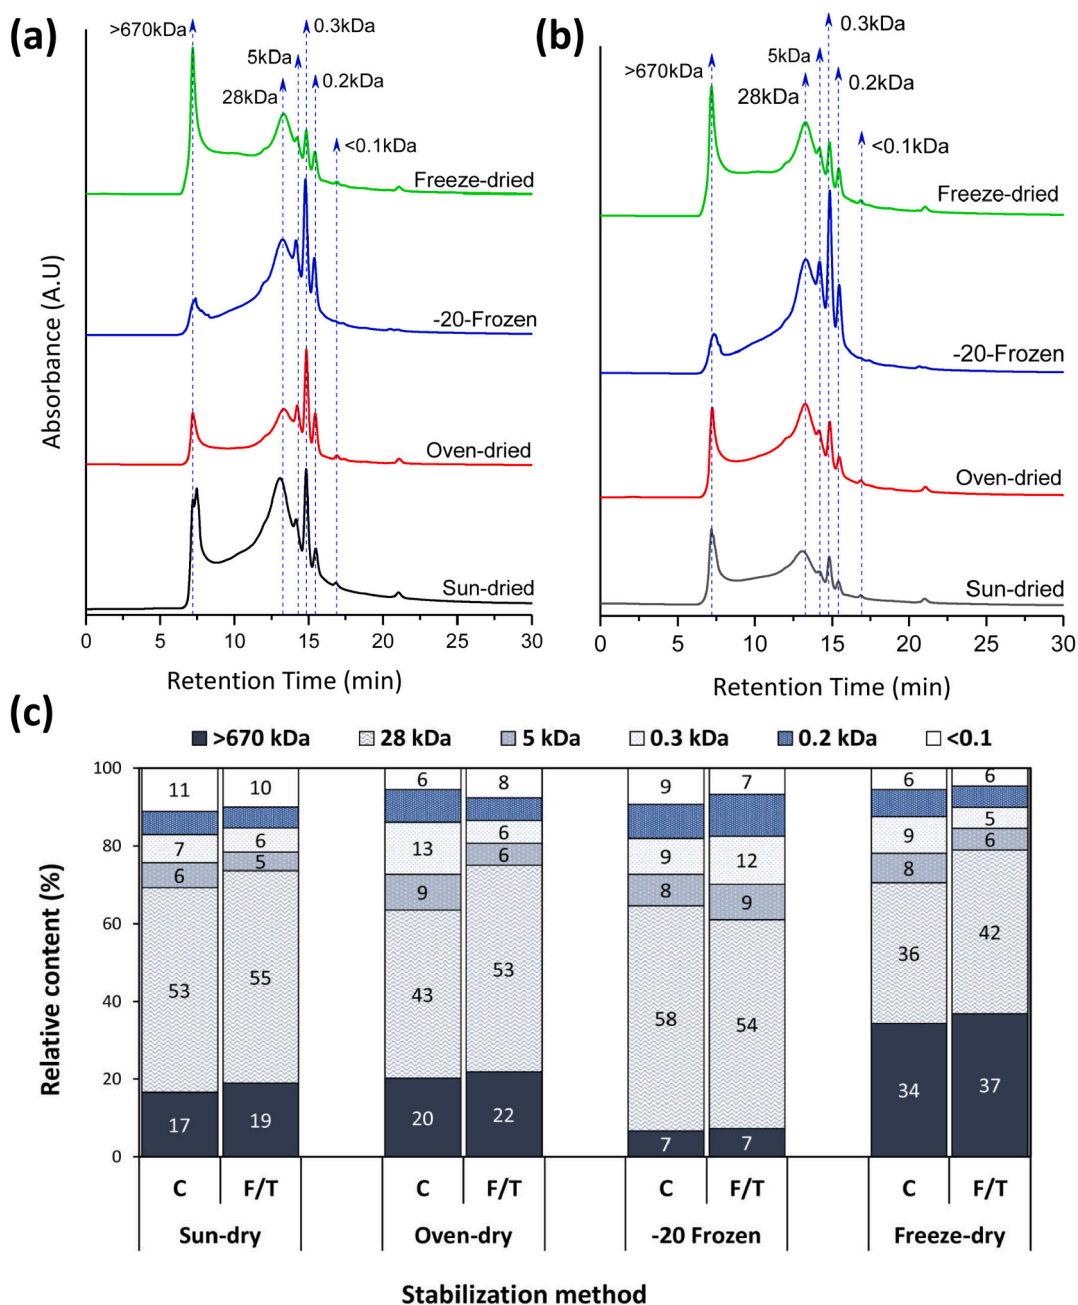 (a)
>670kDa
0.3kDa
5kDa
0.2kDa
28kDa
<0.1kDa
Freeze-dried
-20-Frozen
Oven-dried
Sun-dried
Absorbance (A.U)
0 5 10 15 20 25 30
Retention Time (min)
(b)
0.3kDa
5kDa
>670kDa
0.2kDa
28kDa
<0.1kDa
Freeze-dried
-20-Frozen
Oven-dried
Sun-dried
0 5 10 15 20 25 30
Retention Time (min)
(c)
>670 kDa 28 kDa 5 kDa 0.3 kDa 0.2 kDa <0.1
Relative content (%)
100
80
60
40
20
0
11 10 6 8 9 7 6 6
7 6 13 6 9 12 9 5
6 5 9 6 8 9 8 6
53 55 43 53 58 54 36 42
17 19 20 22 7 7 34 37
C F/T C F/T C F/T C F/T
Sun-dry Oven-dry -20 Frozen Freeze-dry
Stabilization method